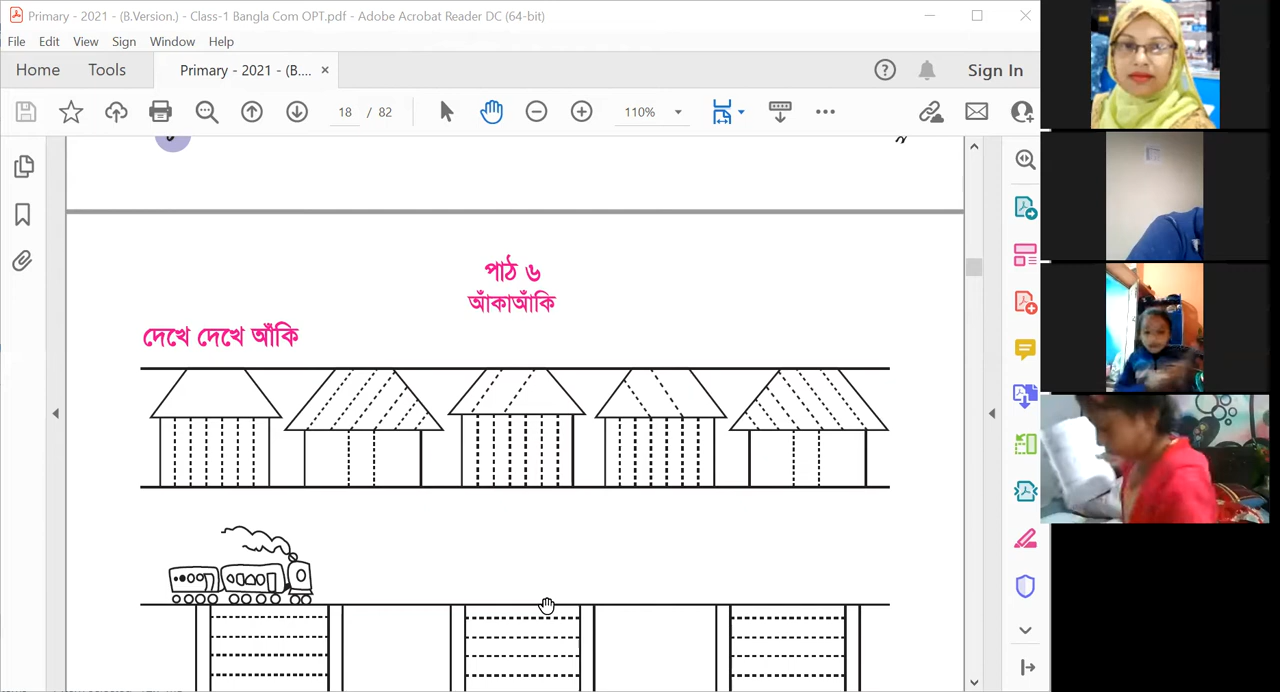 Primary - 2021 - (B.Version.) - Class-1 Bangla Com OPT.pdf - Adobe Acrobat Reader DC (64-bit)
File Edit View Sign Window Help
Home Tools Primary - 2021 - (B.... × Sign In
18 / 82 110%
পাঠ ৬
আঁকাআঁকি
দেখে দেখে আঁকি